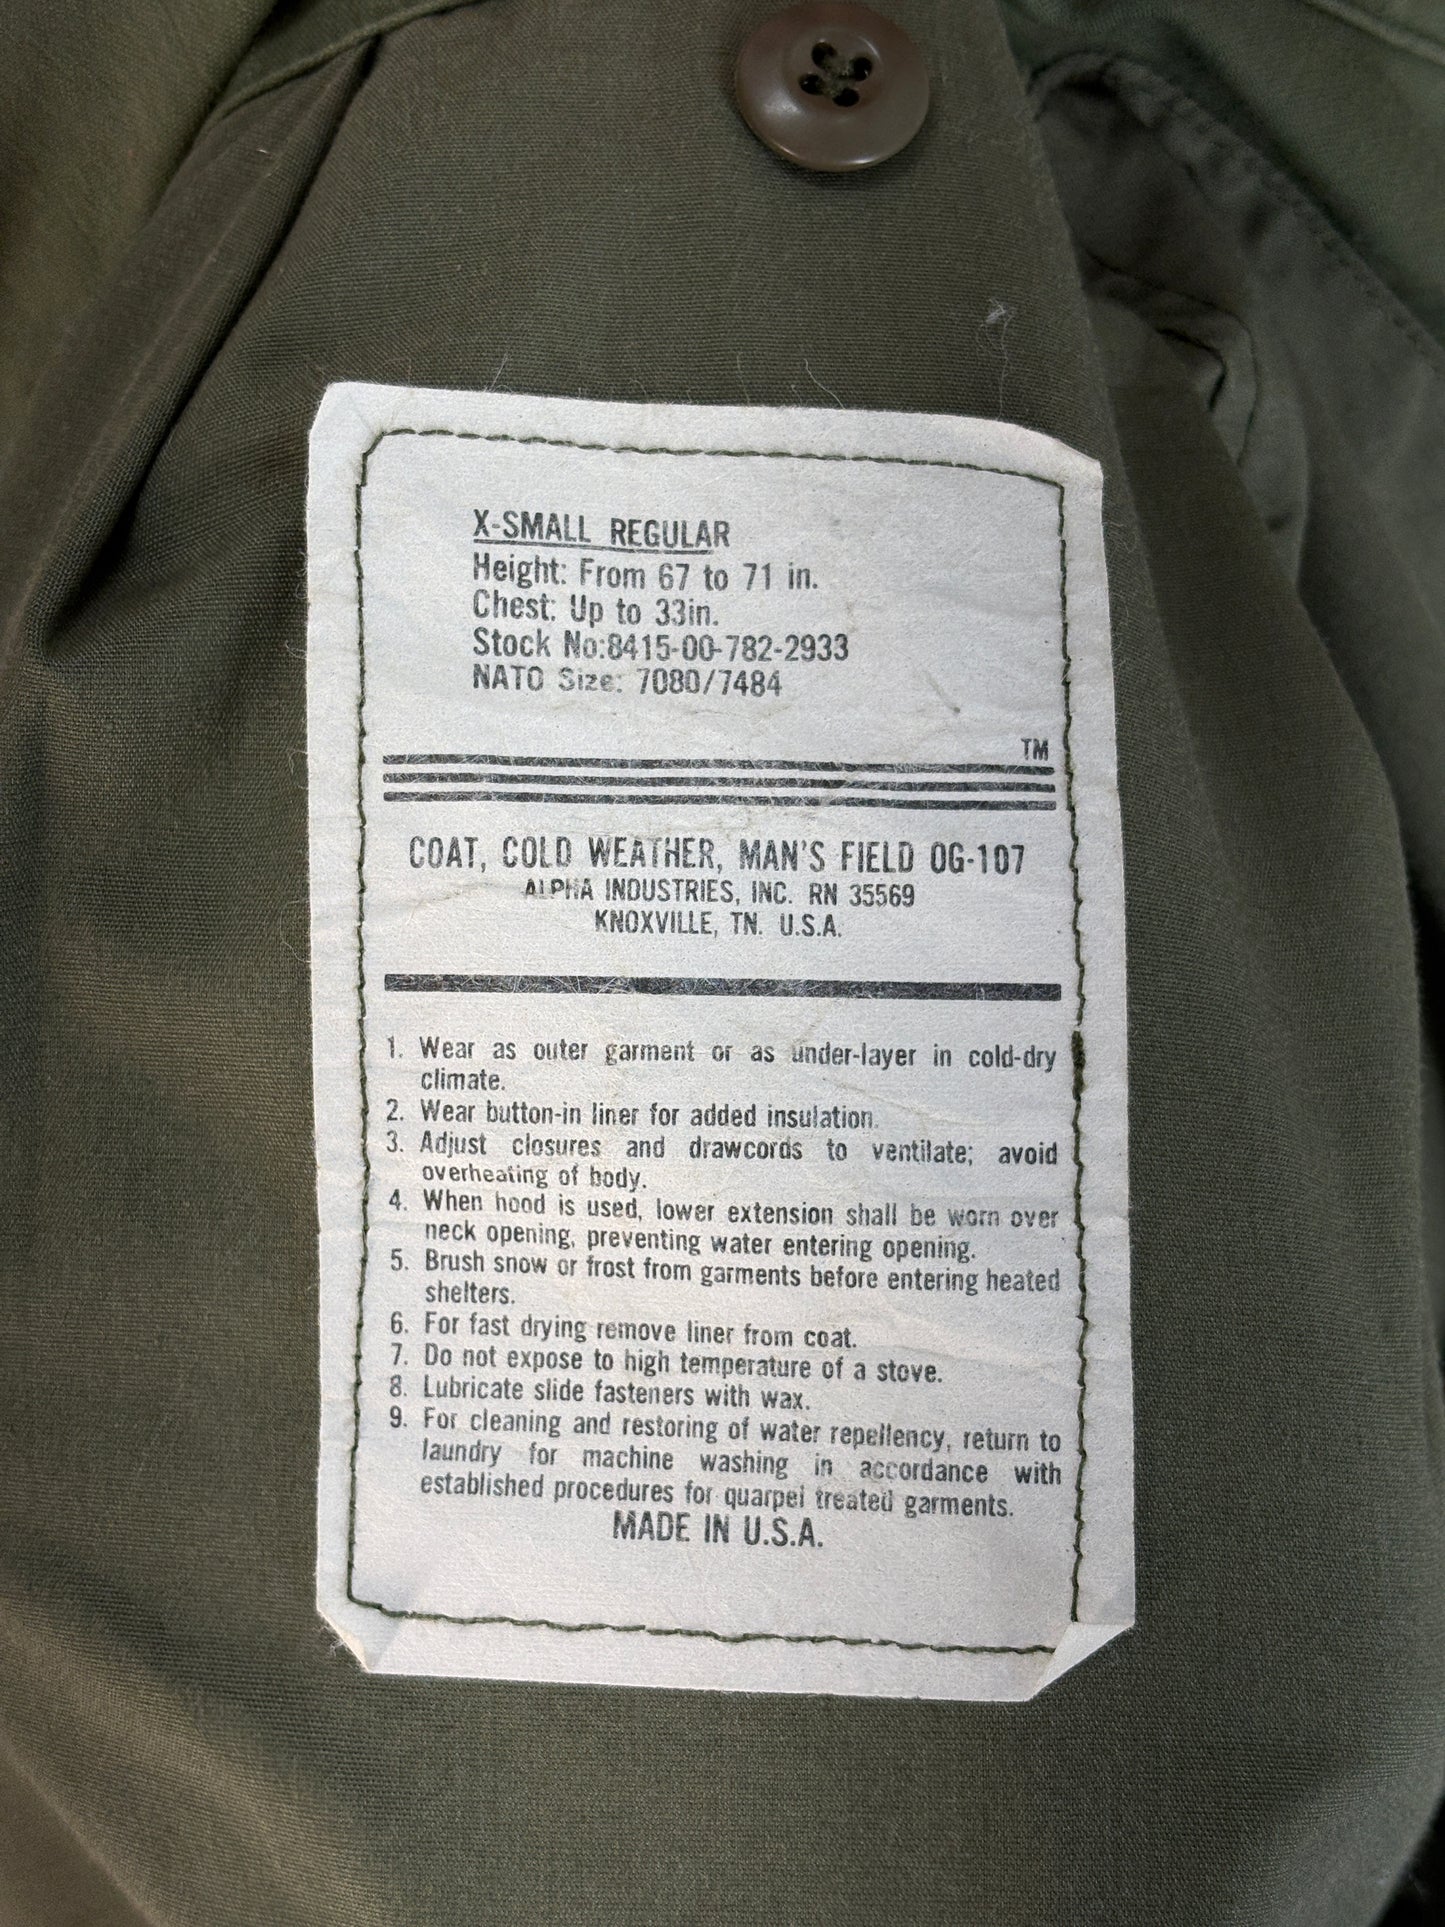 X-SMALL REGULAR
Height: From 67 to 71 in.
Chest: Up to 33in.
Stock No:8415-00-782-2933
NATO Size: 7080/7484
TM
COAT, COLD WEATHER, MAN'S FIELD OG-107
ALPHA INDUSTRIES, INC. RN 35569
KNOXVILLE, TN. U.S.A.
1. Wear as outer garment or as under-layer in cold-dry
climate.
2. Wear button-in liner for added insulation.
3. Adjust closures and drawcords to ventilate; avoid
overheating of body.
4. When hood is used, lower extension shall be worn over
neck opening, preventing water entering opening.
5. Brush snow or frost from garments before entering heated
shelters.
6. For fast drying remove liner from coat.
7. Do not expose to high temperature of a stove.
8. Lubricate slide fasteners with wax.
9. For cleaning and restoring of water repellency, return to
laundry for machine washing in accordance with
established procedures for quarpel treated garments.
MADE IN U.S.A.